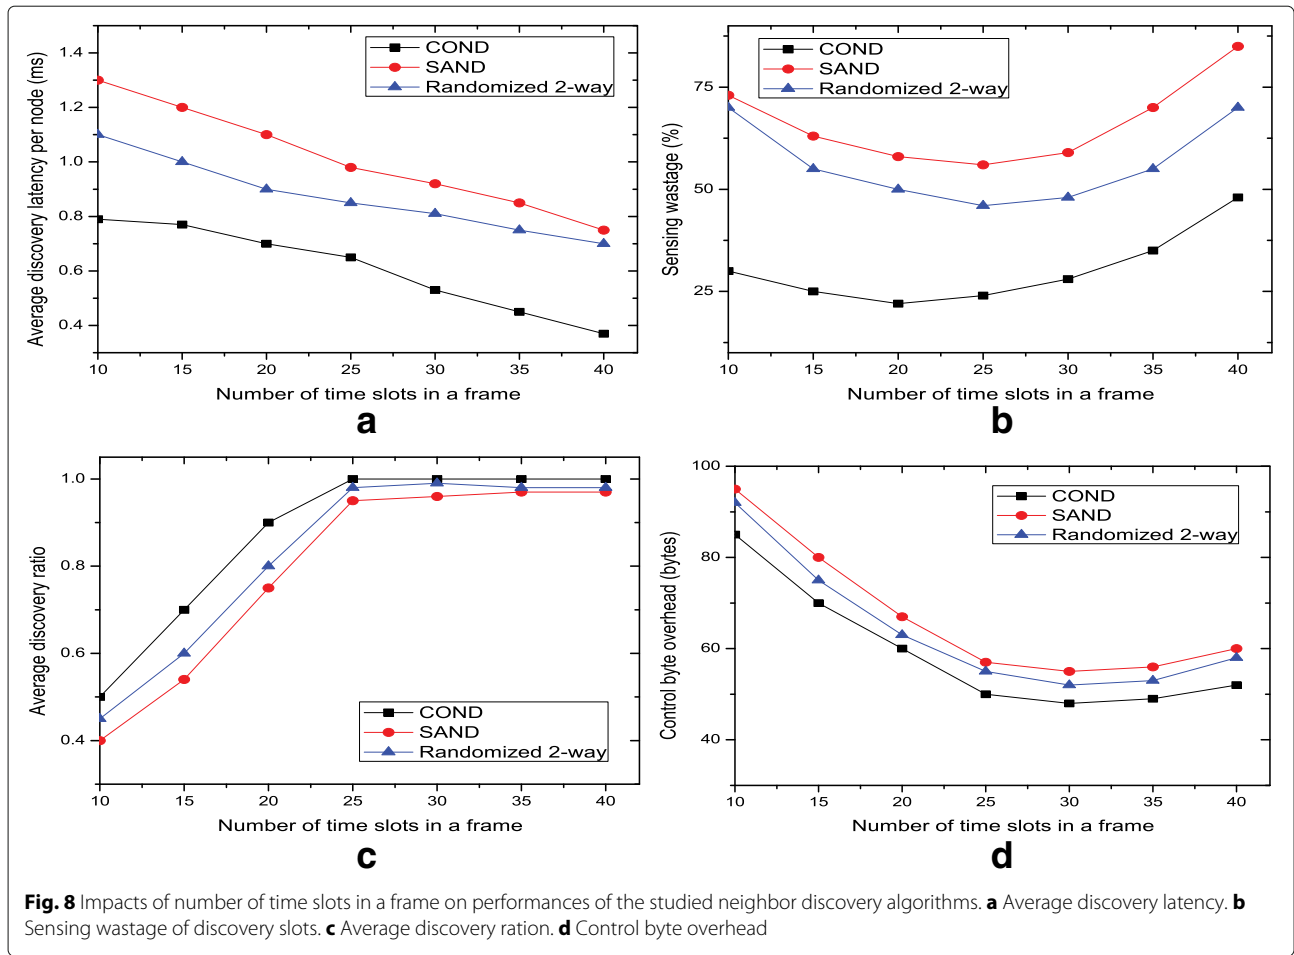 Average discovery latency per node (ms)
1.4
1.2
1.0
0.8
0.6
0.4
COND
SAND
Randomized 2-way
10 15 20 25 30 35 40
Number of time slots in a frame
a
Sensing wastage (%)
75
50
25
COND
SAND
Randomized 2-way
10 15 20 25 30 35 40
Number of time slots in a frame
b
Average discovery ratio
1.0
0.8
0.6
0.4
COND
SAND
Randomized 2-way
10 15 20 25 30 35 40
Number of time slots in a frame
c
Control byte overhead (bytes)
100
80
60
40
COND
SAND
Randomized 2-way
10 15 20 25 30 35 40
Number of time slots in a frame
d
Fig. 8 Impacts of number of time slots in a frame on performances of the studied neighbor discovery algorithms. a Average discovery latency. b
Sensing wastage of discovery slots. c Average discovery ration. d Control byte overhead